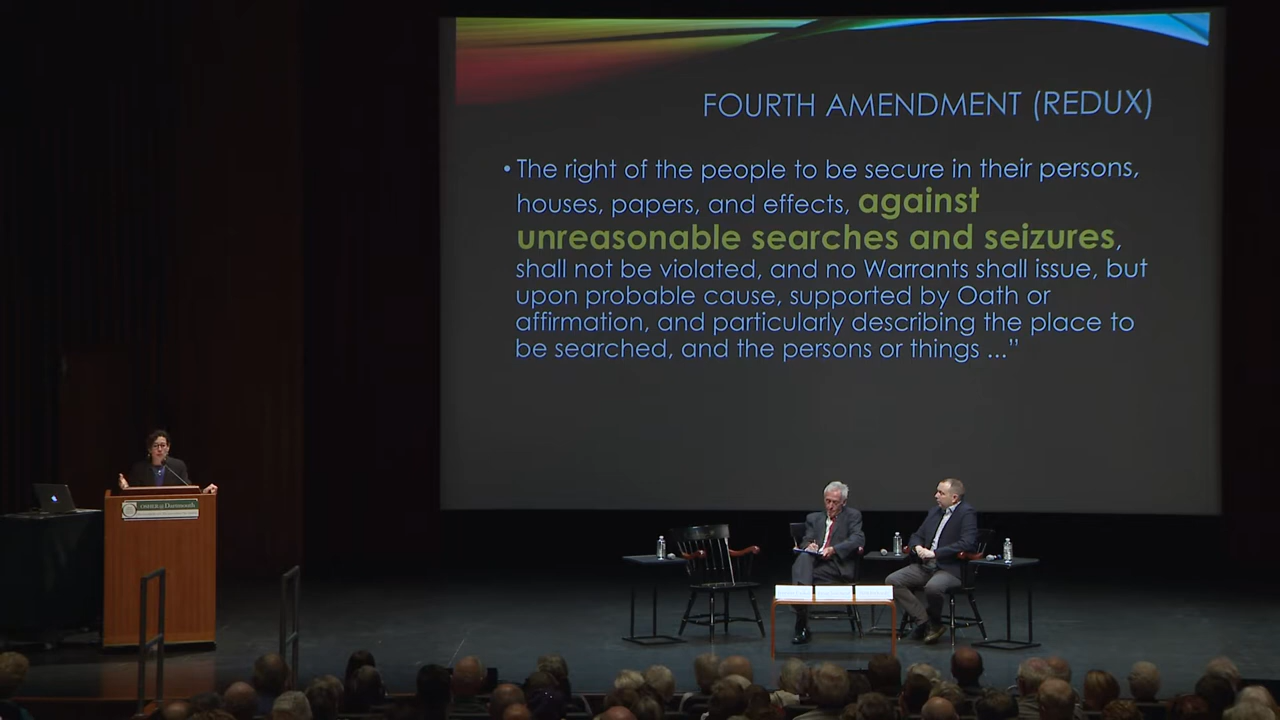 FOURTH AMENDMENT (REDUX)
• The right of the people to be secure in their persons,
houses, papers, and effects, against
unreasonable searches and seizures,
shall not be violated, and no Warrants shall issue, but
upon probable cause, supported by Oath or
affirmation, and particularly describing the place to
be searched, and the persons or things ...”
OSHER@Dartmouth